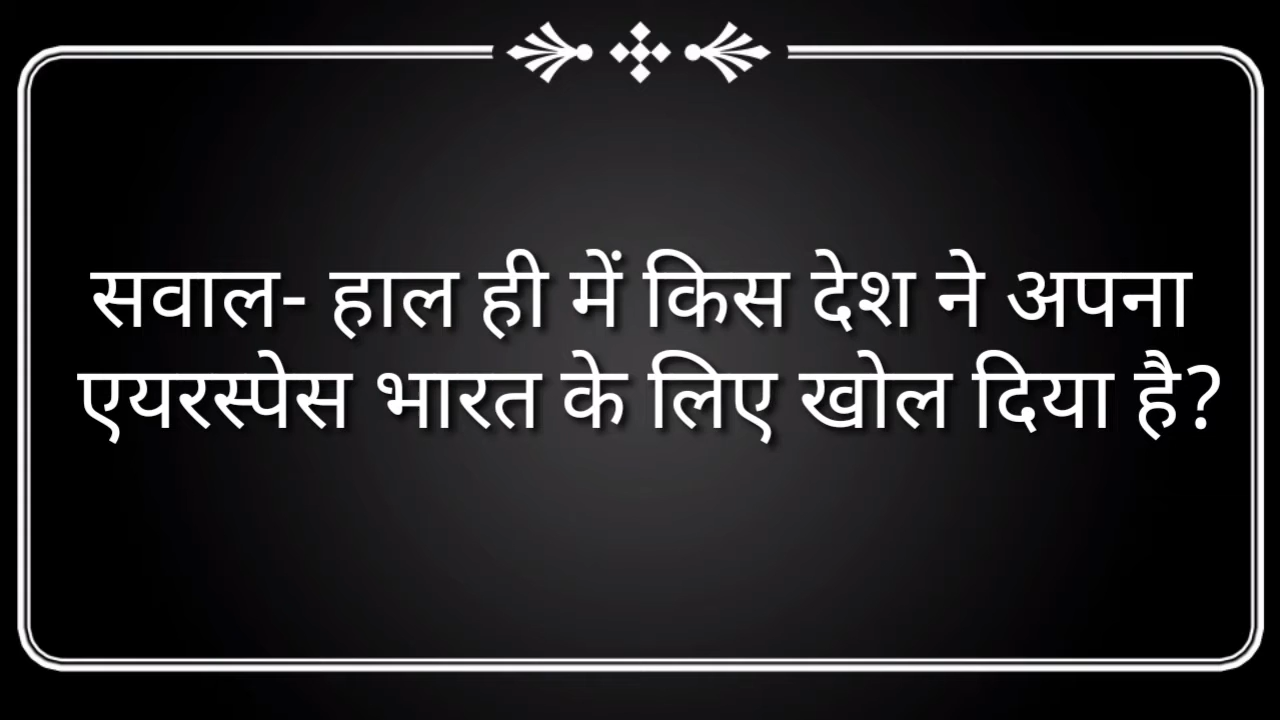 सवाल- हाल ही में किस देश ने अपना
एयरस्पेस भारत के लिए खोल दिया है?